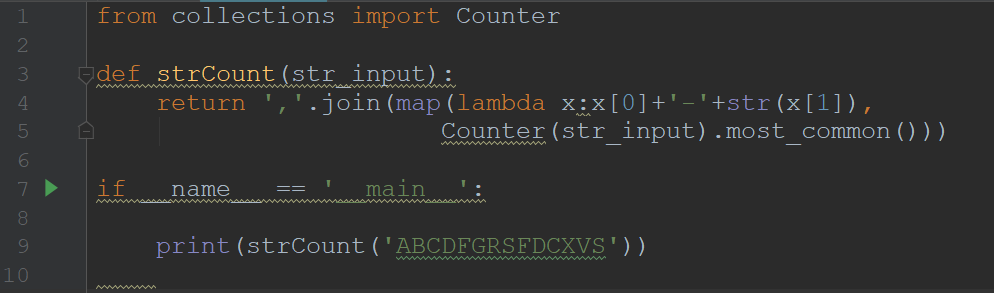 1 from collections import Counter
2
3 def strCount(str_input):
4     return ','.join(map(lambda x:x[0]+'-'+str(x[1]),
5                        Counter(str_input).most_common()))
6
7 if __name__ == '__main__':
8
9     print(strCount('ABCDFGRSFDCXVS'))
10